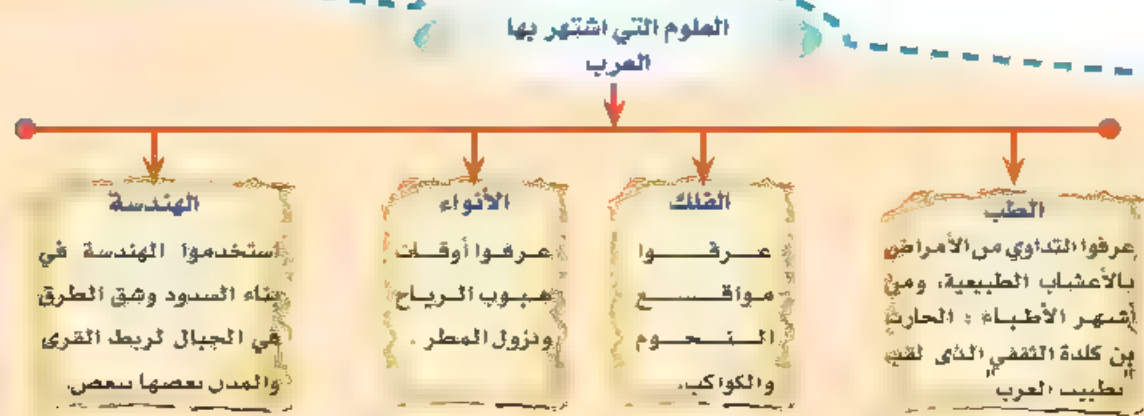 العلوم التي اشتهر بها
العرب
الطب
عرفوا التداوي من الأمراض
بالأعشاب الطبيعية، ومن
أشهر الأطباء : الحارث
بن كلدة الثقفي الذى لقب
"بطبيب العرب"
الفلك
عرفوا
مواقع
النجوم
والكواكب.
الأنواء
عرفوا أوقات
هبوب الرياح
ونزول المطر .
الهندسة
استخدموا الهندسة في
بناء السدود وشق الطرق
في الجبال لربط القرى
والمدن بعضها ببعض.